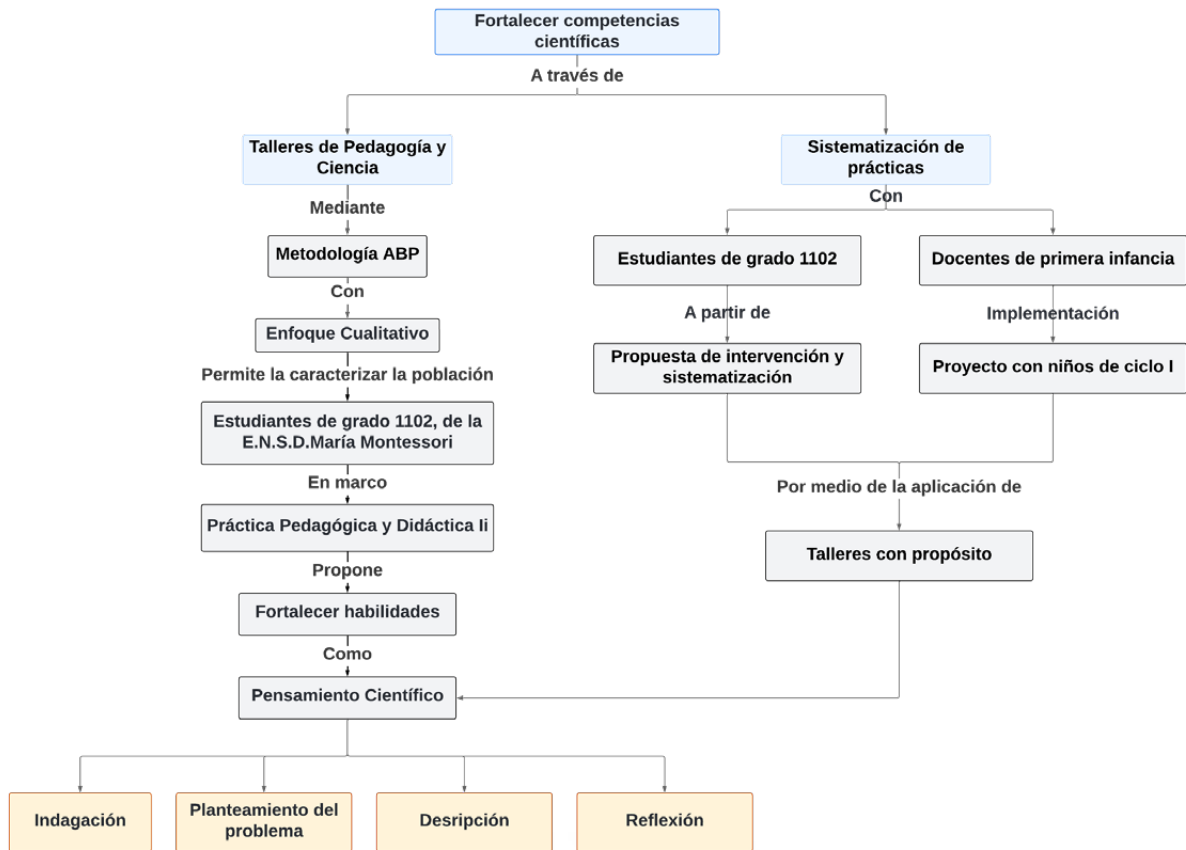 Fortalecer competencias
científicas
A través de
Talleres de Pedagogía y
Ciencia
Sistematización de
prácticas
Mediante
Con
Metodología ABP
Estudiantes de grado 1102
Docentes de primera infancia
Con
A partir de
Implementación
Enfoque Cualitativo
Propuesta de intervención y
sistematización
Proyecto con niños de ciclo I
Permite la caracterizar la población
Estudiantes de grado 1102, de la
E.N.S.D.María Montessori
En marco
Por medio de la aplicación de
Práctica Pedagógica y Didáctica Ii
Talleres con propósito
Propone
Fortalecer habilidades
Como
Pensamiento Científico
Indagación
Planteamiento del
problema
Desripción
Reflexión